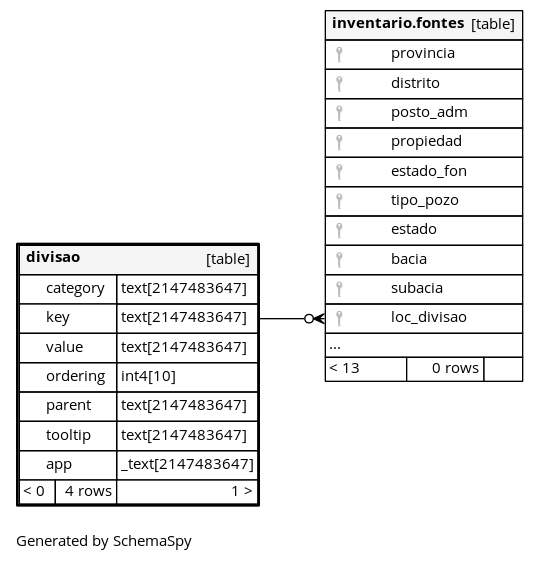 inventario.fontes [table]
provincia
distrito
posto_adm
propiedad
estado_fon
tipo_pozo
estado
bacia
subacia
loc_divisao
...
< 13 0 rows
divisao [table]
category text[2147483647]
key text[2147483647]
value text[2147483647]
ordering int4[10]
parent text[2147483647]
tooltip text[2147483647]
app _text[2147483647]
< 0 4 rows 1 >
Generated by SchemaSpy